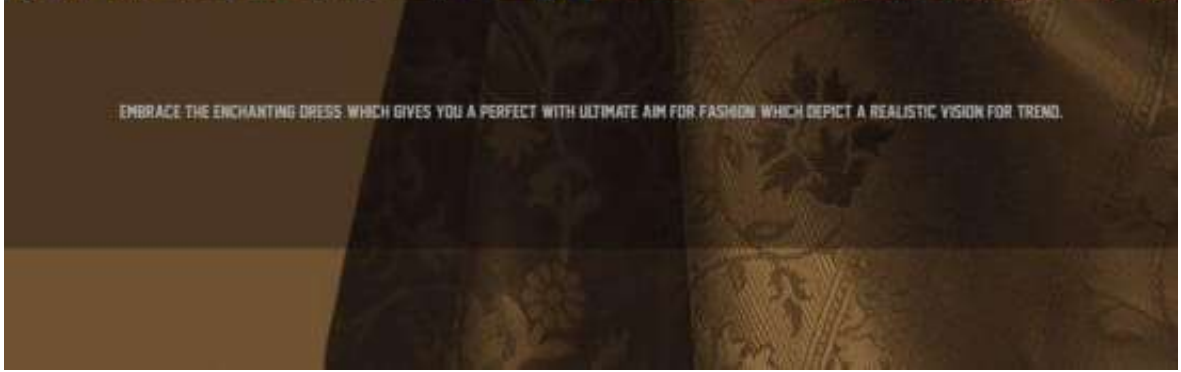 EMBRACE THE ENCHANTING DRESS WHICH GIVES YOU A PERFECT WITH ULTIMATE AIM FOR FASHION WHICH DEPICT A REALISTIC VISION FOR TREND.